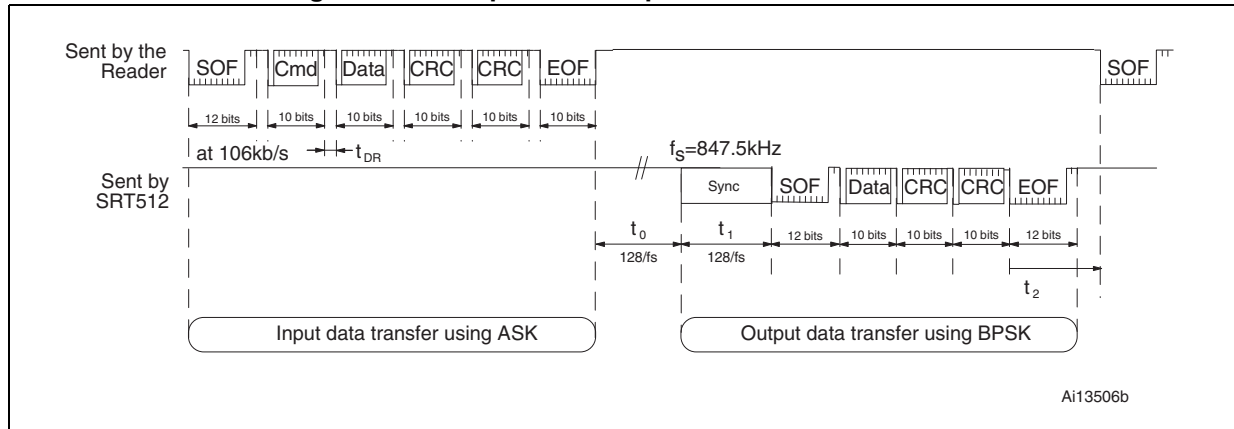 Sent by the
Reader
SOF Cmd Data CRC CRC EOF SOF
12 bits 10 bits 10 bits 10 bits 10 bits 10 bits
at 106kb/s tDR fS=847.5kHz
Sent by
SRT512
Sync SOF Data CRC CRC EOF
t0 t1 12 bits 10 bits 10 bits 10 bits 12 bits
128/fs 128/fs
t2
Input data transfer using ASK Output data transfer using BPSK
Ai13506b